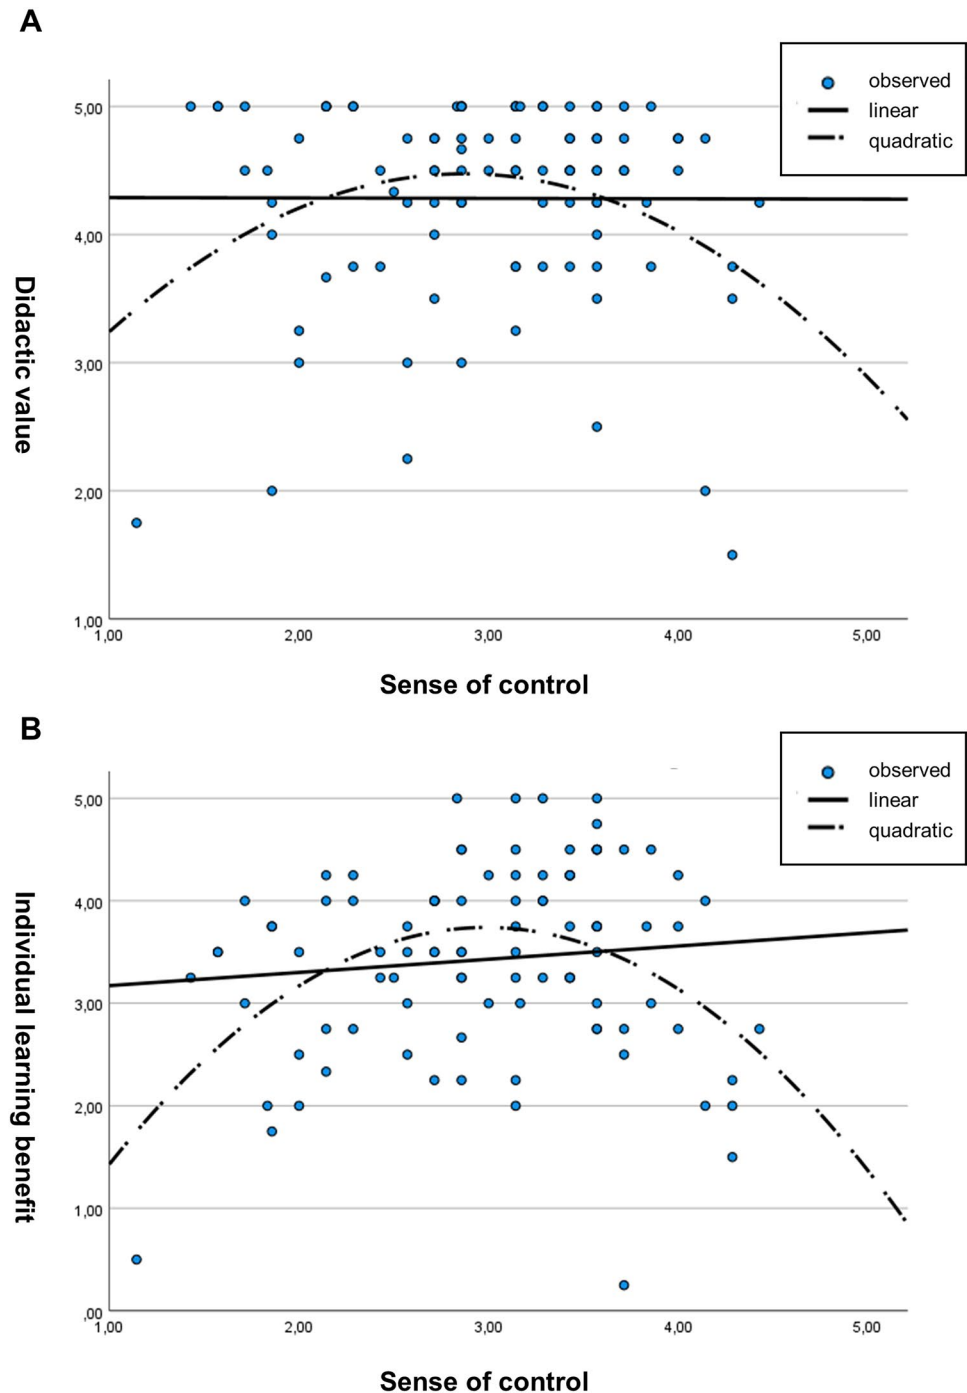 A
observed
linear
quadratic
5,00
4,00
3,00
2,00
1,00
Didactic value
1,00 2,00 3,00 4,00 5,00
Sense of control
B
observed
linear
quadratic
5,00
4,00
3,00
2,00
1,00
,00
Individual learning benefit
1,00 2,00 3,00 4,00 5,00
Sense of control